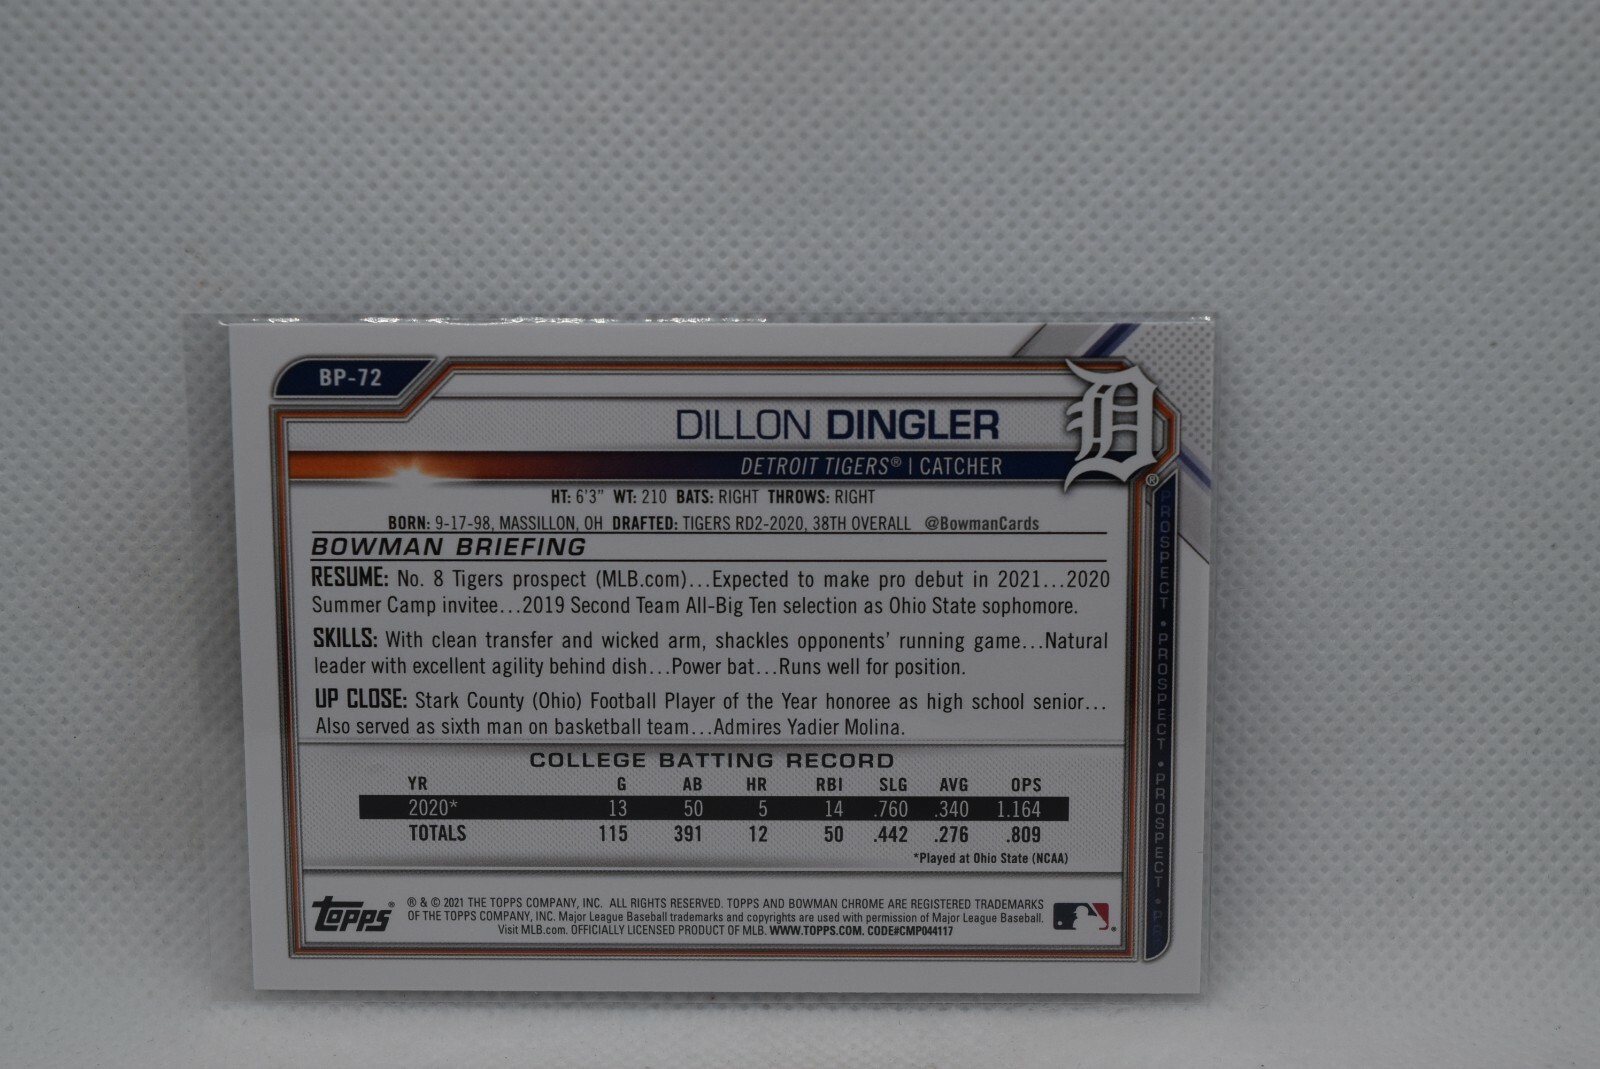 BP-72
DILLON DINGLER
DETROIT TIGERS® | CATCHER
D
®
HT: 6'3" WT: 210 BATS: RIGHT THROWS: RIGHT
BORN: 9-17-98, MASSILLON, OH DRAFTED: TIGERS RD2-2020, 38TH OVERALL @BowmanCards
BOWMAN BRIEFING
RESUME: No. 8 Tigers prospect (MLB.com)...Expected to make pro debut in 2021...2020
Summer Camp invitee...2019 Second Team All-Big Ten selection as Ohio State sophomore.
SKILLS: With clean transfer and wicked arm, shackles opponents' running game...Natural
leader with excellent agility behind dish...Power bat...Runs well for position.
UP CLOSE: Stark County (Ohio) Football Player of the Year honoree as high school senior...
Also served as sixth man on basketball team...Admires Yadier Molina.
COLLEGE BATTING RECORD
YR G AB HR RBI SLG AVG OPS
2020* 13 50 5 14 .760 .340 1.164
TOTALS 115 391 12 50 .442 .276 .809
*Played at Ohio State (NCAA)
Topps®
® & © 2021 THE TOPPS COMPANY, INC. ALL RIGHTS RESERVED. TOPPS AND BOWMAN CHROME ARE REGISTERED TRADEMARKS
OF THE TOPPS COMPANY, INC. Major League Baseball trademarks and copyrights are used with permission of Major League Baseball.
Visit MLB.com. OFFICIALLY LICENSED PRODUCT OF MLB. WWW.TOPPS.COM. CODE#CMP044117
PROSPECT • PROSPECT • PROSPECT •